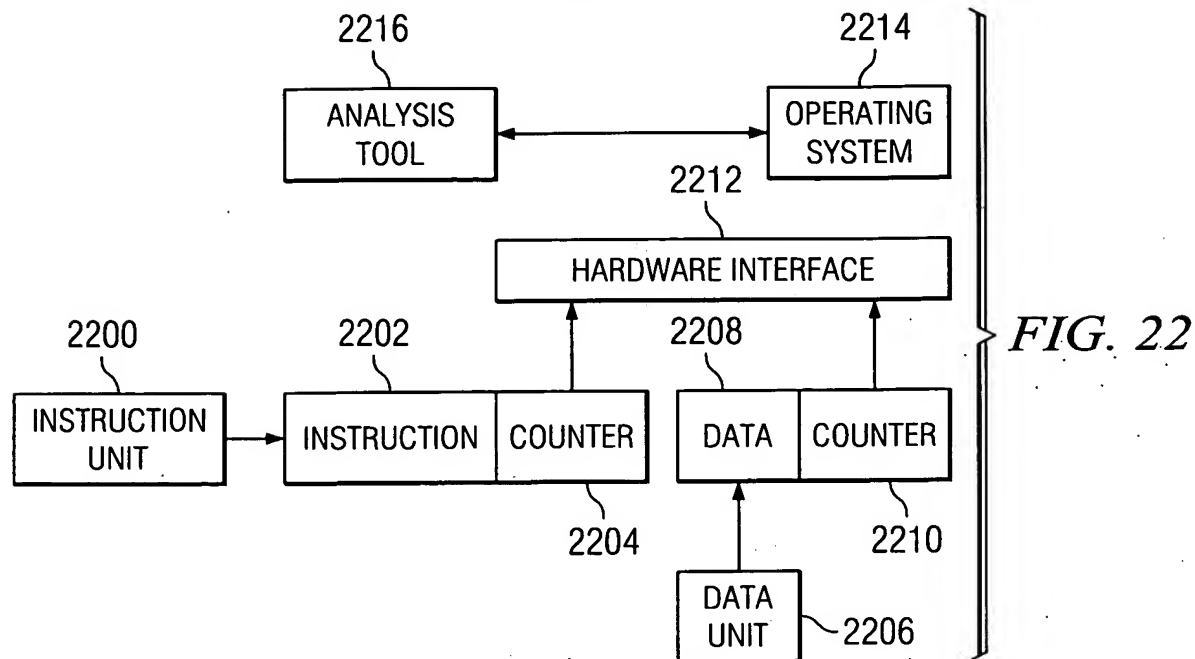 2216
2214
ANALYSIS
TOOL
OPERATING
SYSTEM
2212
HARDWARE INTERFACE
2200
2202
2208
FIG. 22
INSTRUCTION
UNIT
INSTRUCTION
COUNTER
DATA
COUNTER
2204
2210
DATA
UNIT
2206